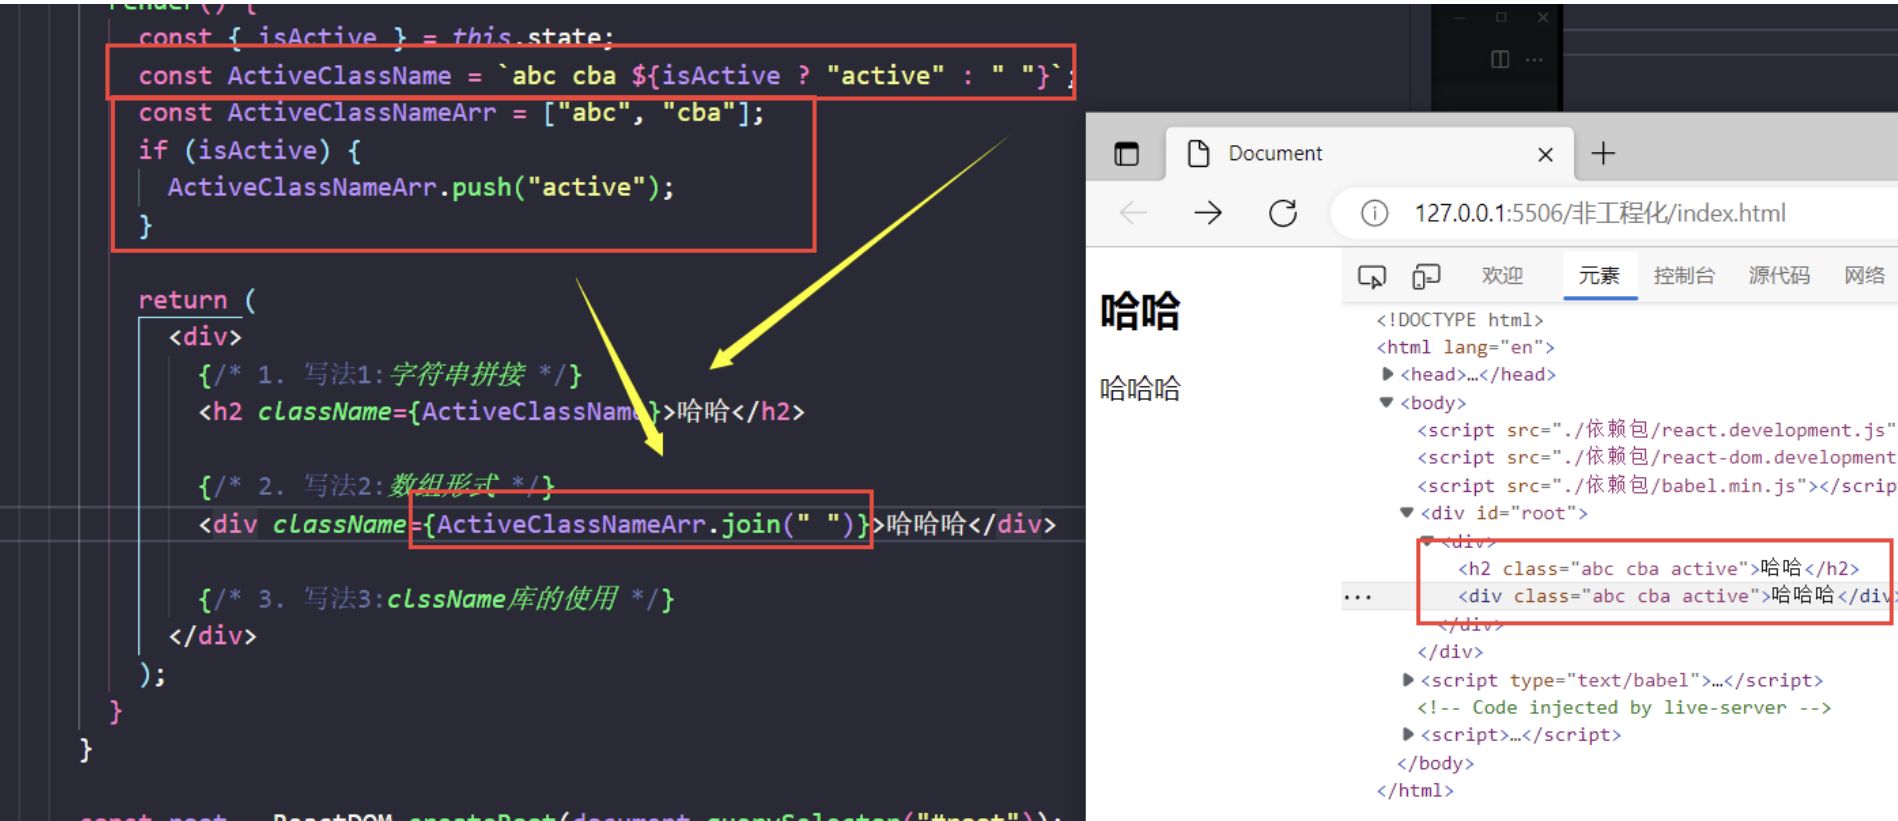 render() {
const { isActive } = this.state;
const ActiveClassName = `abc cba ${isActive ? "active" : " "}`;
const ActiveClassNameArr = ["abc", "cba"];
if (isActive) {
ActiveClassNameArr.push("active");
}
return (
<div>
{/* 1. 写法1:字符串拼接 */}
<h2 className={ActiveClassName}>哈哈</h2>
{/* 2. 写法2:数组形式 */}
<div className={ActiveClassNameArr.join(" ")}>哈哈哈</div>
{/* 3. 写法3:clssName库的使用 */}
</div>
);
}
}
const root = ReactDOM.createRoot(document.querySelector("#root"));
Document
127.0.0.1:5506/非工程化/index.html
哈哈
哈哈哈
欢迎 元素 控制台 源代码 网络
<!DOCTYPE html>
<html lang="en">
<head>…</head>
<body>
<script src="./依赖包/react.development.js"
<script src="./依赖包/react-dom.development
<script src="./依赖包/babel.min.js"></scrip
<div id="root">
<div>
<h2 class="abc cba active">哈哈</h2>
<div class="abc cba active">哈哈哈</div>
</div>
</div>
<script type="text/babel">…</script>
<!-- Code injected by live-server -->
<script>…</script>
</body>
</html>